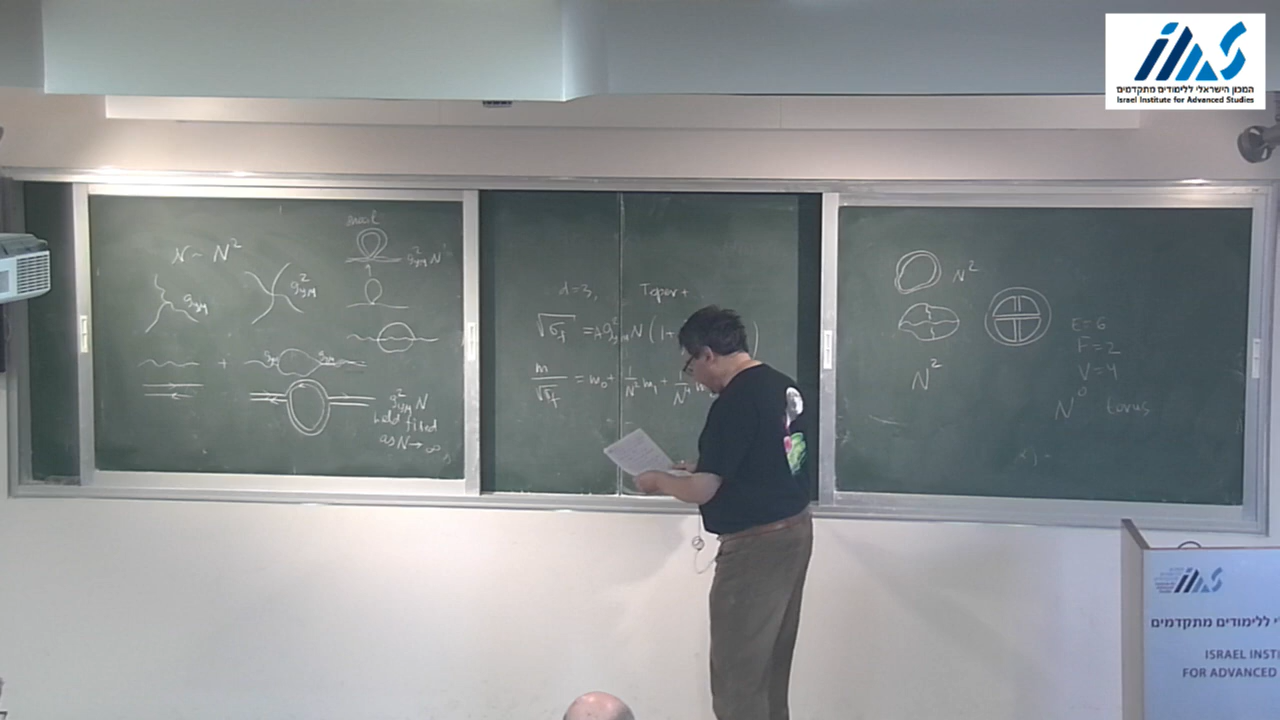 המכון הישראלי ללימודים מתקדמים
Israel Institute for Advanced Studies
N ~ N²
g_YM
g²_YM
g²_YM N
g_YM
g_YM
g²_YM N
held fixed
as N→∞
d=3,
Teper +
√σ_f = A g²_YM N (1+
m/√σ_f = m₀ + 1/N² m₁ + 1/N⁴ m
N²
N²
E=6
F=2
V=4
N⁰ torus
ללימודים מתקדמים
ISRAEL INSTI
FOR ADVANCED